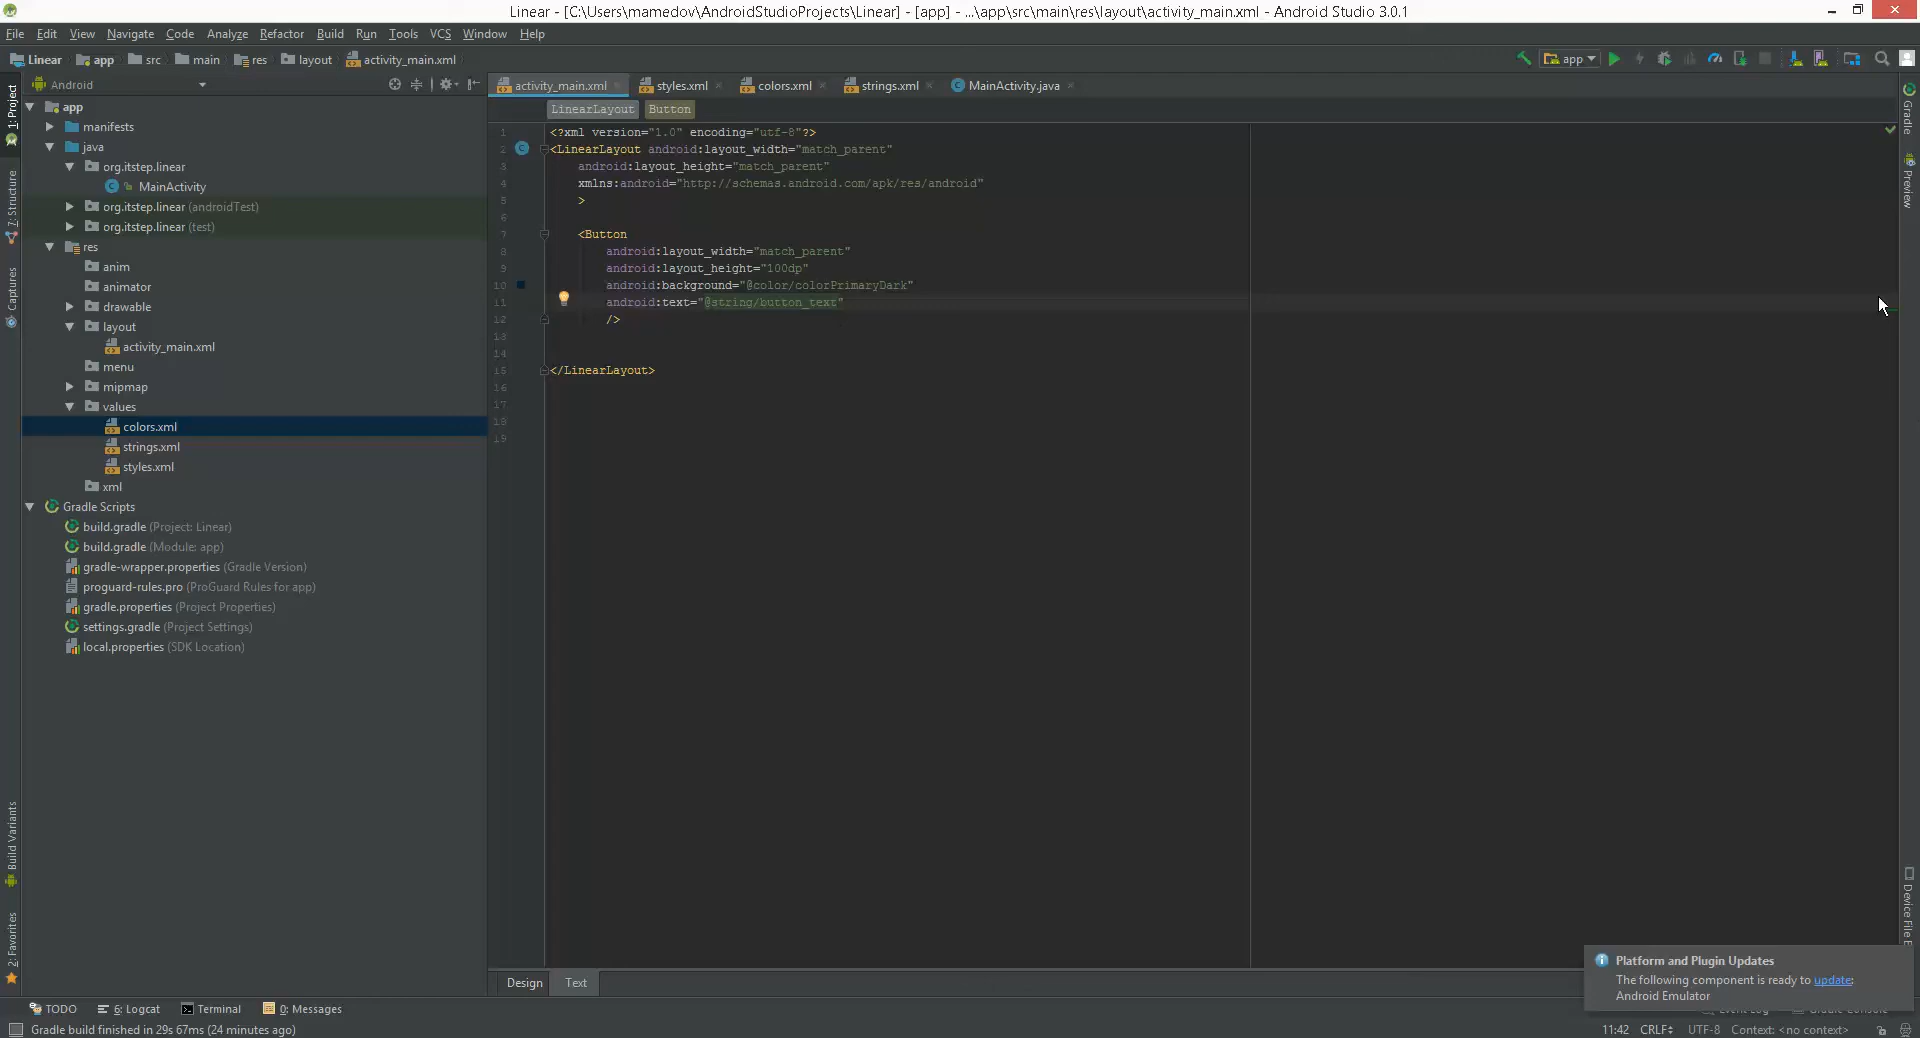 Linear - [C:\Users\mamedov\AndroidStudioProjects\Linear] - [app] - ...\app\src\main\res\layout\activity_main.xml - Android Studio 3.0.1
File Edit View Navigate Code Analyze Refactor Build Run Tools VCS Window Help
Linear app src main res layout activity_main.xml
app
Android
activity_main.xml styles.xml colors.xml strings.xml MainActivity.java
LinearLayout Button
1: Project
7: Structure
Captures
Build Variants
2: Favorites
app
manifests
java
org.itstep.linear
MainActivity
org.itstep.linear (androidTest)
org.itstep.linear (test)
res
anim
animator
drawable
layout
activity_main.xml
menu
mipmap
values
colors.xml
strings.xml
styles.xml
xml
Gradle Scripts
build.gradle (Project: Linear)
build.gradle (Module: app)
gradle-wrapper.properties (Gradle Version)
proguard-rules.pro (ProGuard Rules for app)
gradle.properties (Project Properties)
settings.gradle (Project Settings)
local.properties (SDK Location)
1 <?xml version="1.0" encoding="utf-8"?>
2 <LinearLayout android:layout_width="match_parent"
3 android:layout_height="match_parent"
4 xmlns:android="http://schemas.android.com/apk/res/android"
5 >
6
7 <Button
8 android:layout_width="match_parent"
9 android:layout_height="100dp"
10 android:background="@color/colorPrimaryDark"
11 android:text="@string/button_text"
12 />
13
14
15 </LinearLayout>
16
17
18
19
Gradle
Preview
Device File E
Design Text
Platform and Plugin Updates
The following component is ready to update:
Android Emulator
TODO 6: Logcat Terminal 0: Messages
Gradle build finished in 29s 67ms (24 minutes ago)
11:42 CRLF UTF-8 Context: <no context>